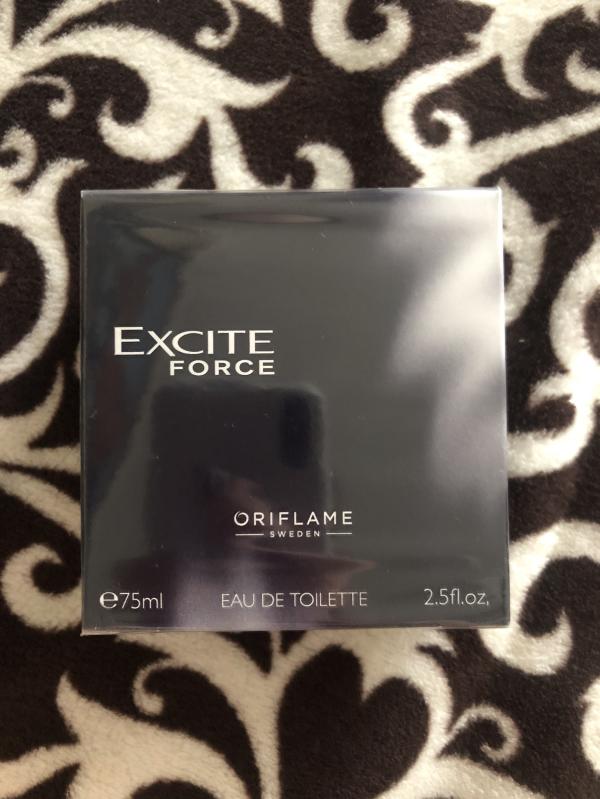 EXCITE
FORCE
ORIFLAME
SWEDEN
℮75ml EAU DE TOILETTE 2.5fl.oz.